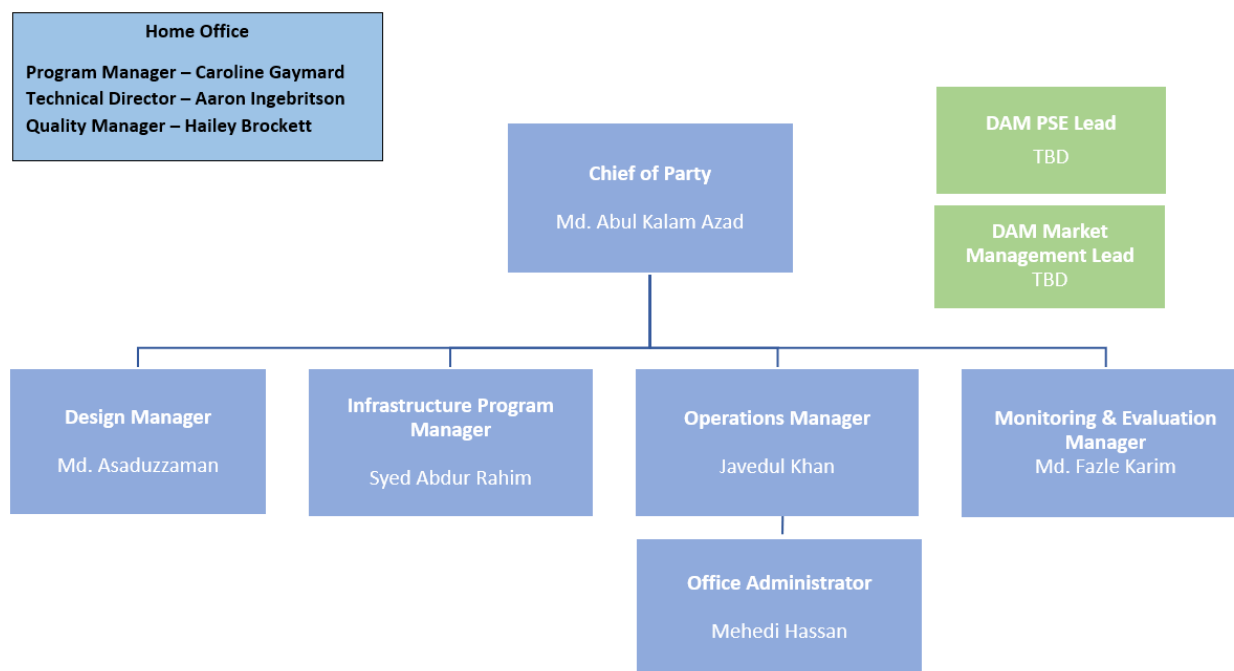 Home Office
Program Manager – Caroline Gaymard
Technical Director – Aaron Ingebritson
Quality Manager – Hailey Brockett
DAM PSE Lead
TBD
DAM Market
Management Lead
TBD
Chief of Party
Md. Abul Kalam Azad
Design Manager
Md. Asaduzzaman
Infrastructure Program
Manager
Syed Abdur Rahim
Operations Manager
Javedul Khan
Monitoring & Evaluation
Manager
Md. Fazle Karim
Office Administrator
Mehedi Hassan